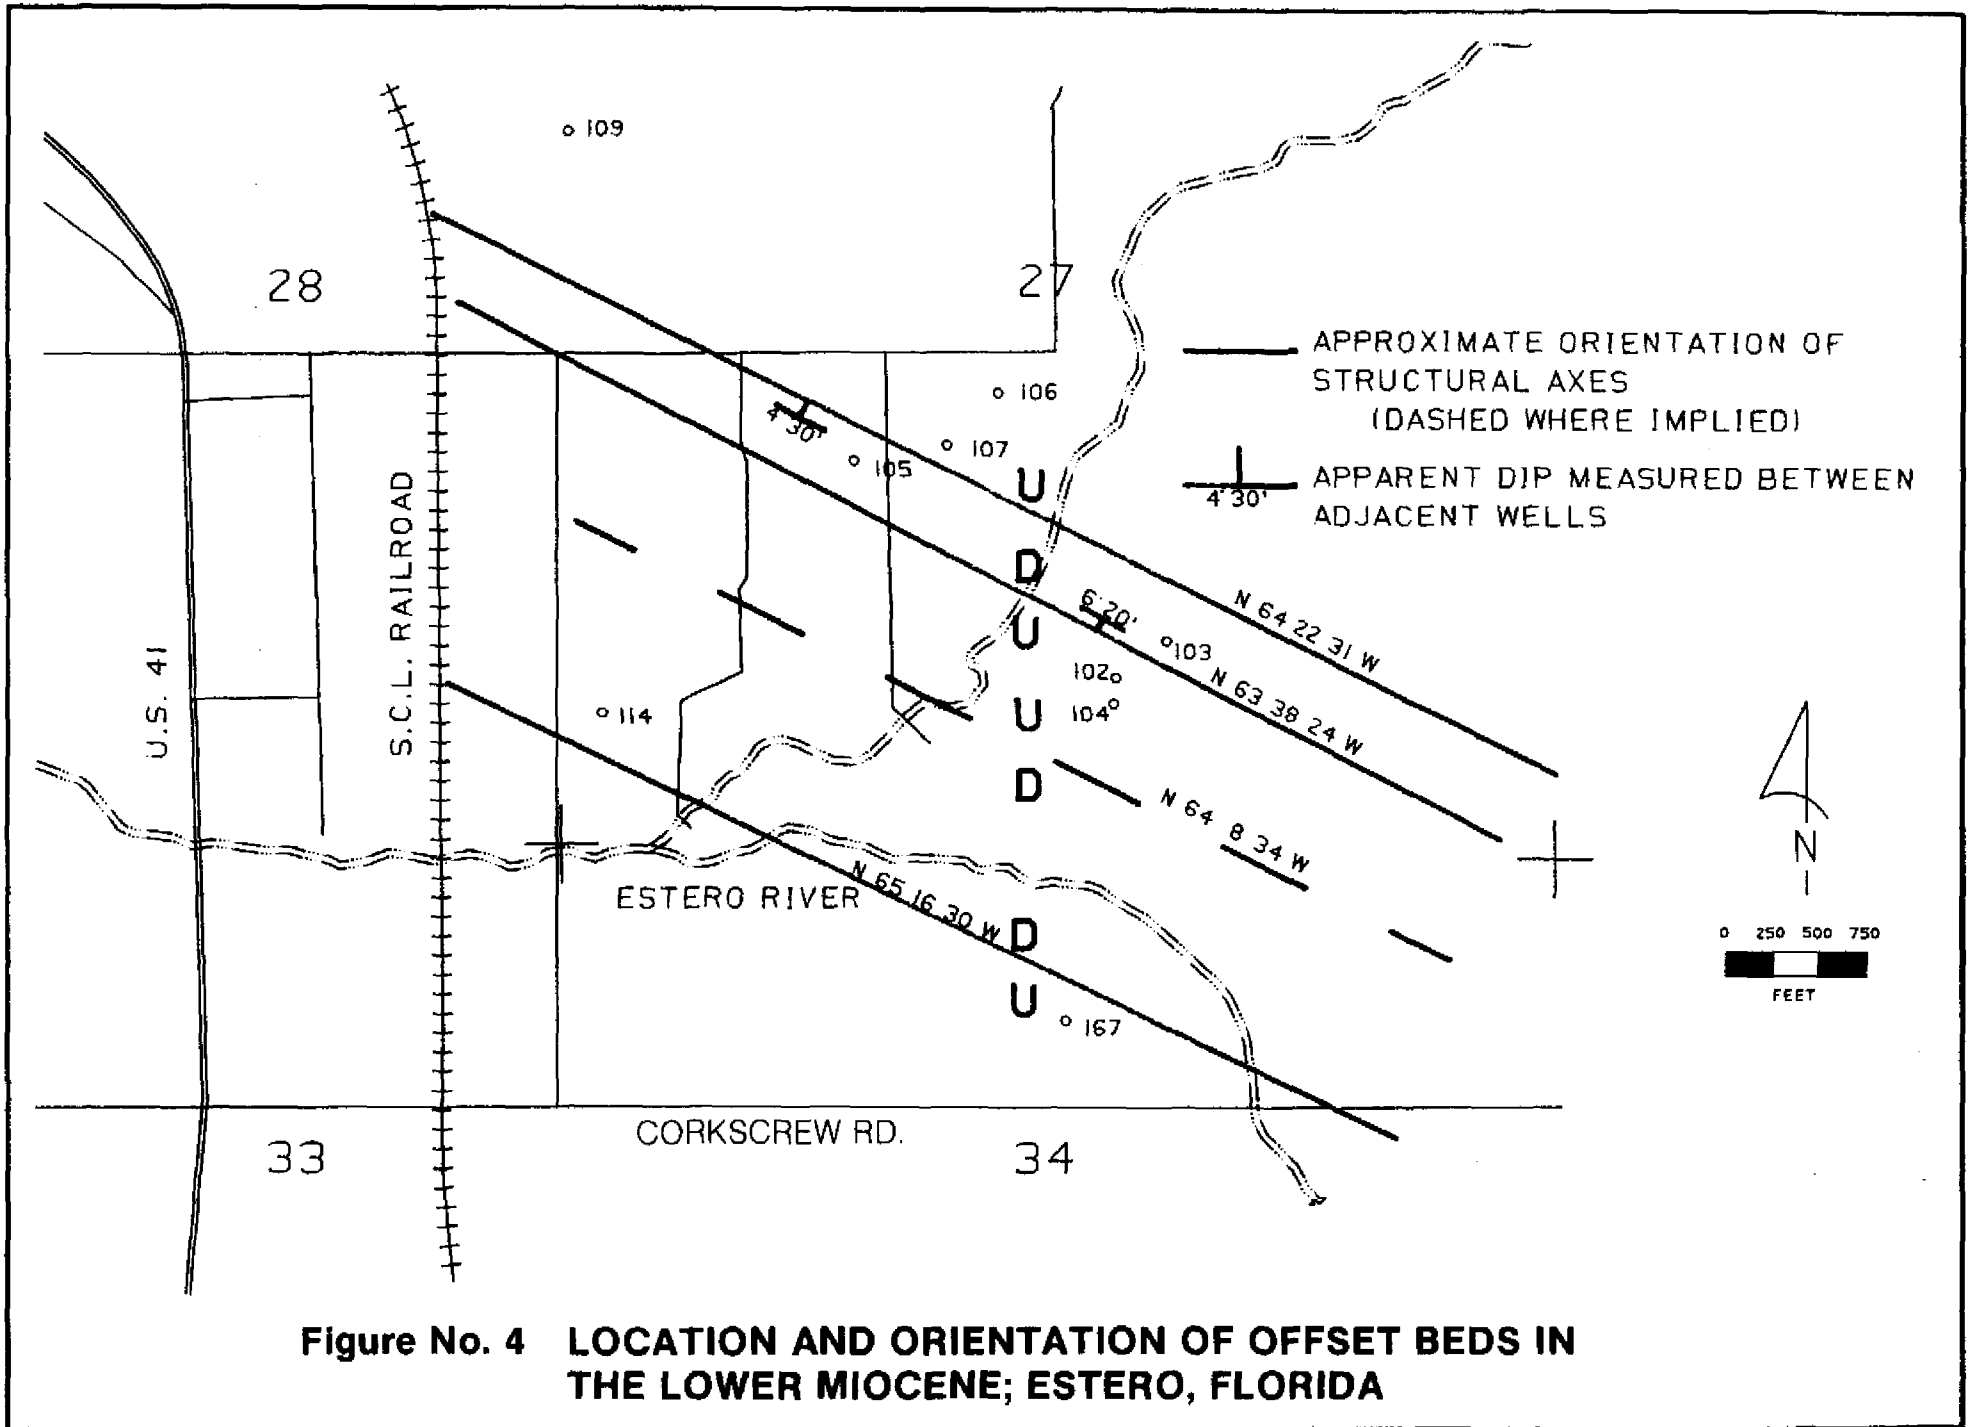 109
28
27
APPROXIMATE ORIENTATION OF
STRUCTURAL AXES
(DASHED WHERE IMPLIED)
106
4°30'
107
105
U
APPARENT DIP MEASURED BETWEEN
4°30'
ADJACENT WELLS
S.C.L. RAILROAD
D
6°20'
N 64 22 31 W
U
103
102
N 63 38 24 W
U.S. 41
114
U
104
D
N 64 8 34 W
N
ESTERO RIVER
N 65 16 30 W
D
0 250 500 750
FEET
U
167
CORKSCREW RD.
33
34
Figure No. 4 LOCATION AND ORIENTATION OF OFFSET BEDS IN
THE LOWER MIOCENE; ESTERO, FLORIDA